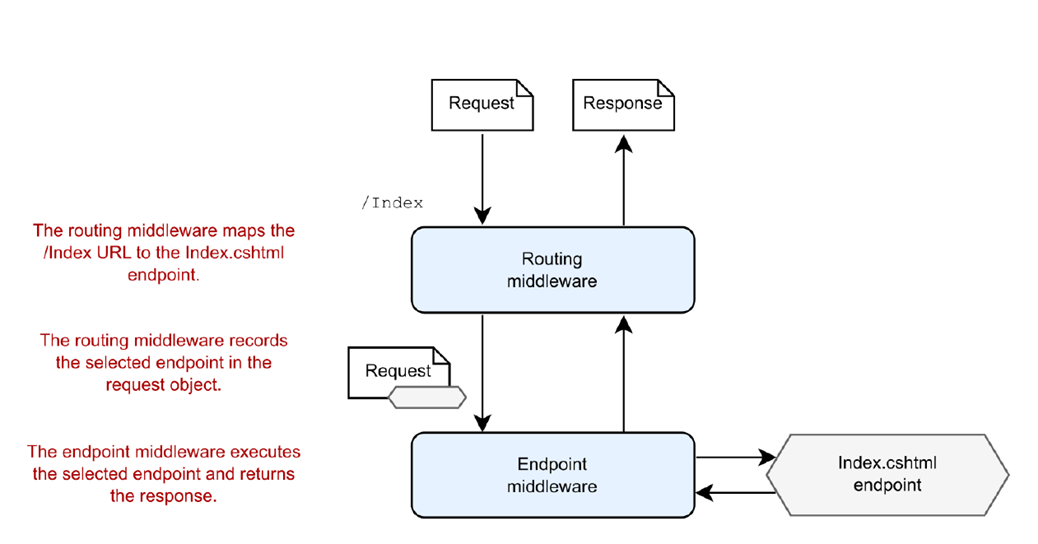 Request
Response
/Index
The routing middleware maps the
/Index URL to the Index.cshtml
endpoint.
Routing
middleware
The routing middleware records
the selected endpoint in the
request object.
Request
The endpoint middleware executes
the selected endpoint and returns
the response.
Endpoint
middleware
Index.cshtml
endpoint